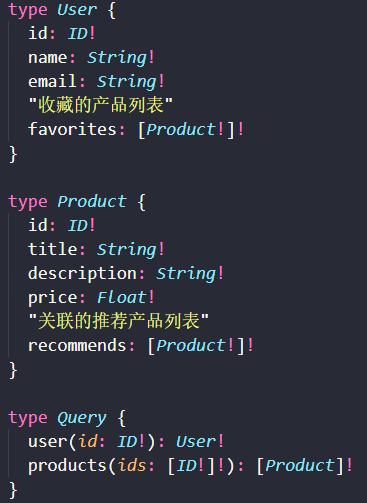 type User {
  id: ID!
  name: String!
  email: String!
  "收藏的产品列表"
  favorites: [Product!]!
}
type Product {
  id: ID!
  title: String!
  description: String!
  price: Float!
  "关联的推荐产品列表"
  recommends: [Product!]!
}
type Query {
  user(id: ID!): User!
  products(ids: [ID!]!): [Product]!
}